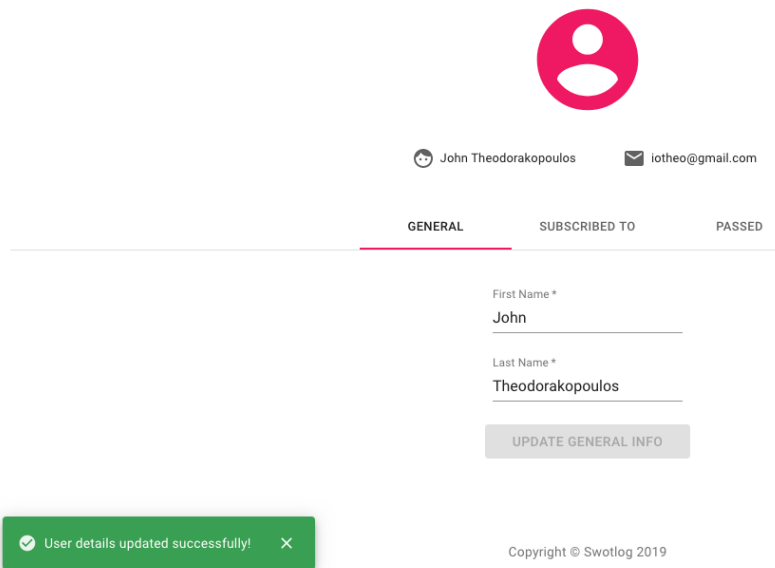 John Theodorakopoulos iotheo@gmail.com
GENERAL SUBSCRIBED TO PASSED
First Name *
John
Last Name *
Theodorakopoulos
UPDATE GENERAL INFO
User details updated successfully!
Copyright © Swotlog 2019